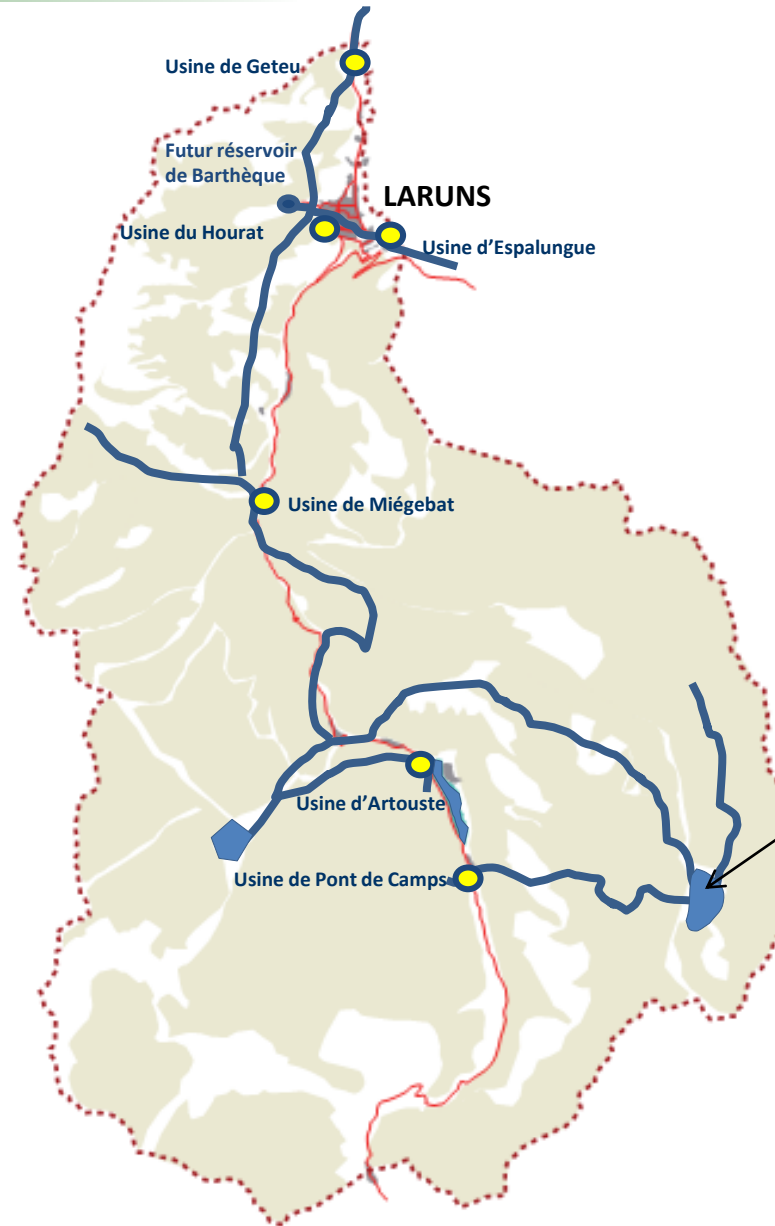 Usine de Geteu
Futur réservoir
de Barthèque
LARUNS
Usine du Hourat
Usine d’Espalungue
Usine de Miégebat
Usine d’Artouste
Usine de Pont de Camps